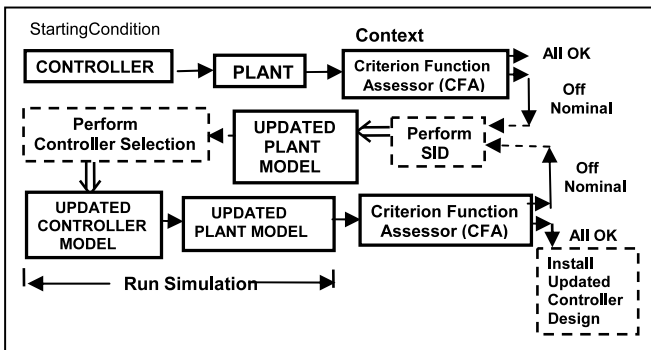 StartingCondition
Context
CONTROLLER
PLANT
Criterion Function
Assessor (CFA)
All OK
Off
Nominal
Perform
Controller Selection
UPDATED
PLANT
MODEL
Perform
SID
Off
Nominal
UPDATED
CONTROLLER
MODEL
UPDATED
PLANT MODEL
Criterion Function
Assessor (CFA)
All OK
Install
Updated
Controller
Design
Run Simulation